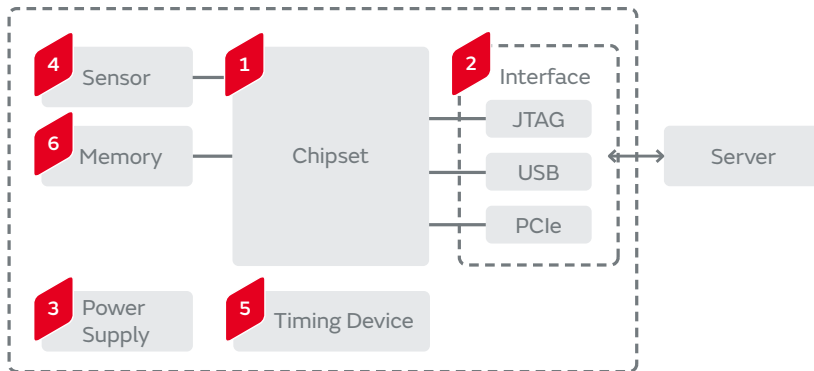 4
Sensor
1
2
Interface
JTAG
6
Memory
Chipset
USB
Server
PCIe
3
Power
Supply
5
Timing Device